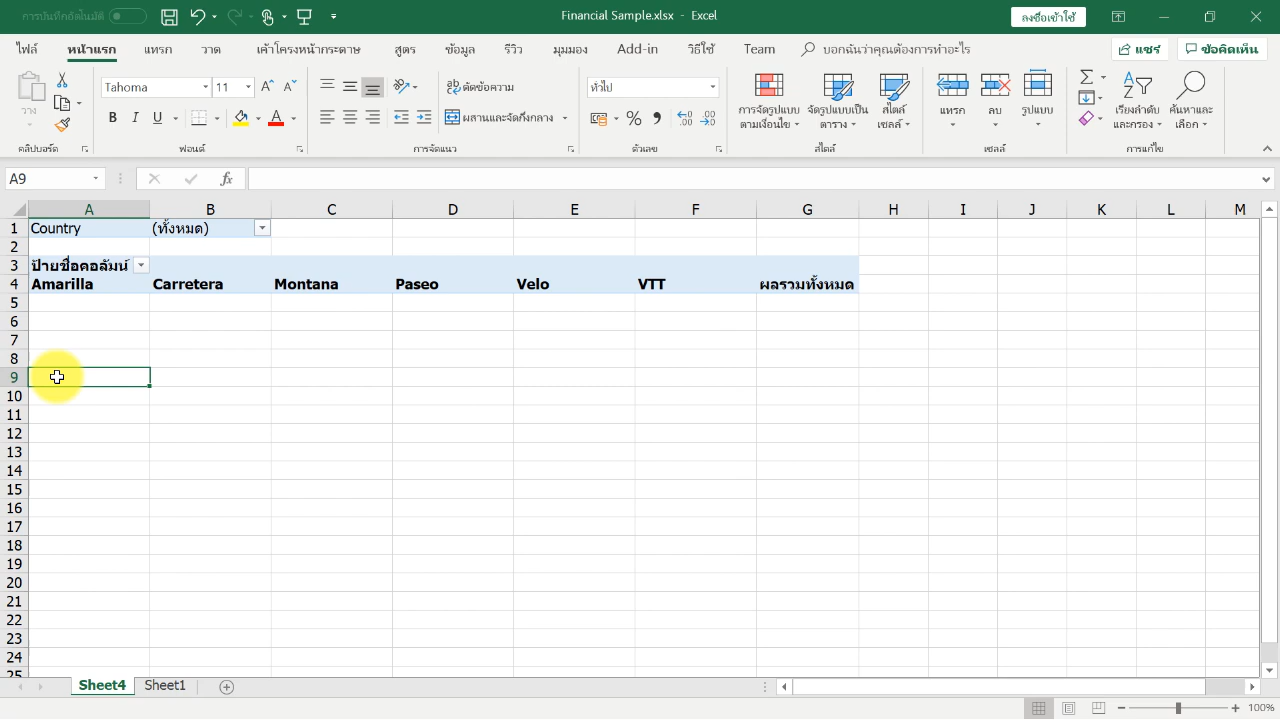 การบันทึกอัตโนมัติ
Financial Sample.xlsx - Excel
ลงชื่อเข้าใช้
ไฟล์ หน้าแรก แทรก วาด เค้าโครงหน้ากระดาษ สูตร ข้อมูล รีวิว มุมมอง Add-in วิธีใช้ Team บอกฉันว่าคุณต้องการทำอะไร แชร์ ข้อคิดเห็น
วาง
Tahoma 11
B I U A
ตัดข้อความ
ผสานและจัดกึ่งกลาง
ทั่วไป
การจัดรูปแบบ ตามเงื่อนไข
จัดรูปแบบเป็น ตาราง
สไตล์ เซลล์
แทรก ลบ รูปแบบ
เรียงลำดับ และกรอง
ค้นหาและ เลือก
คลิปบอร์ด ฟอนต์ การจัดแนว ตัวเลข สไตล์ เซลล์ การแก้ไข
A9 fx
A B C D E F G H I J K L M
1 Country (ทั้งหมด)
2
3 ป้ายชื่อคอลัมน์
4 Amarilla Carretera Montana Paseo Velo VTT ผลรวมทั้งหมด
5
6
7
8
9
10
11
12
13
14
15
16
17
18
19
20
21
22
23
24
25
Sheet4 Sheet1
100%